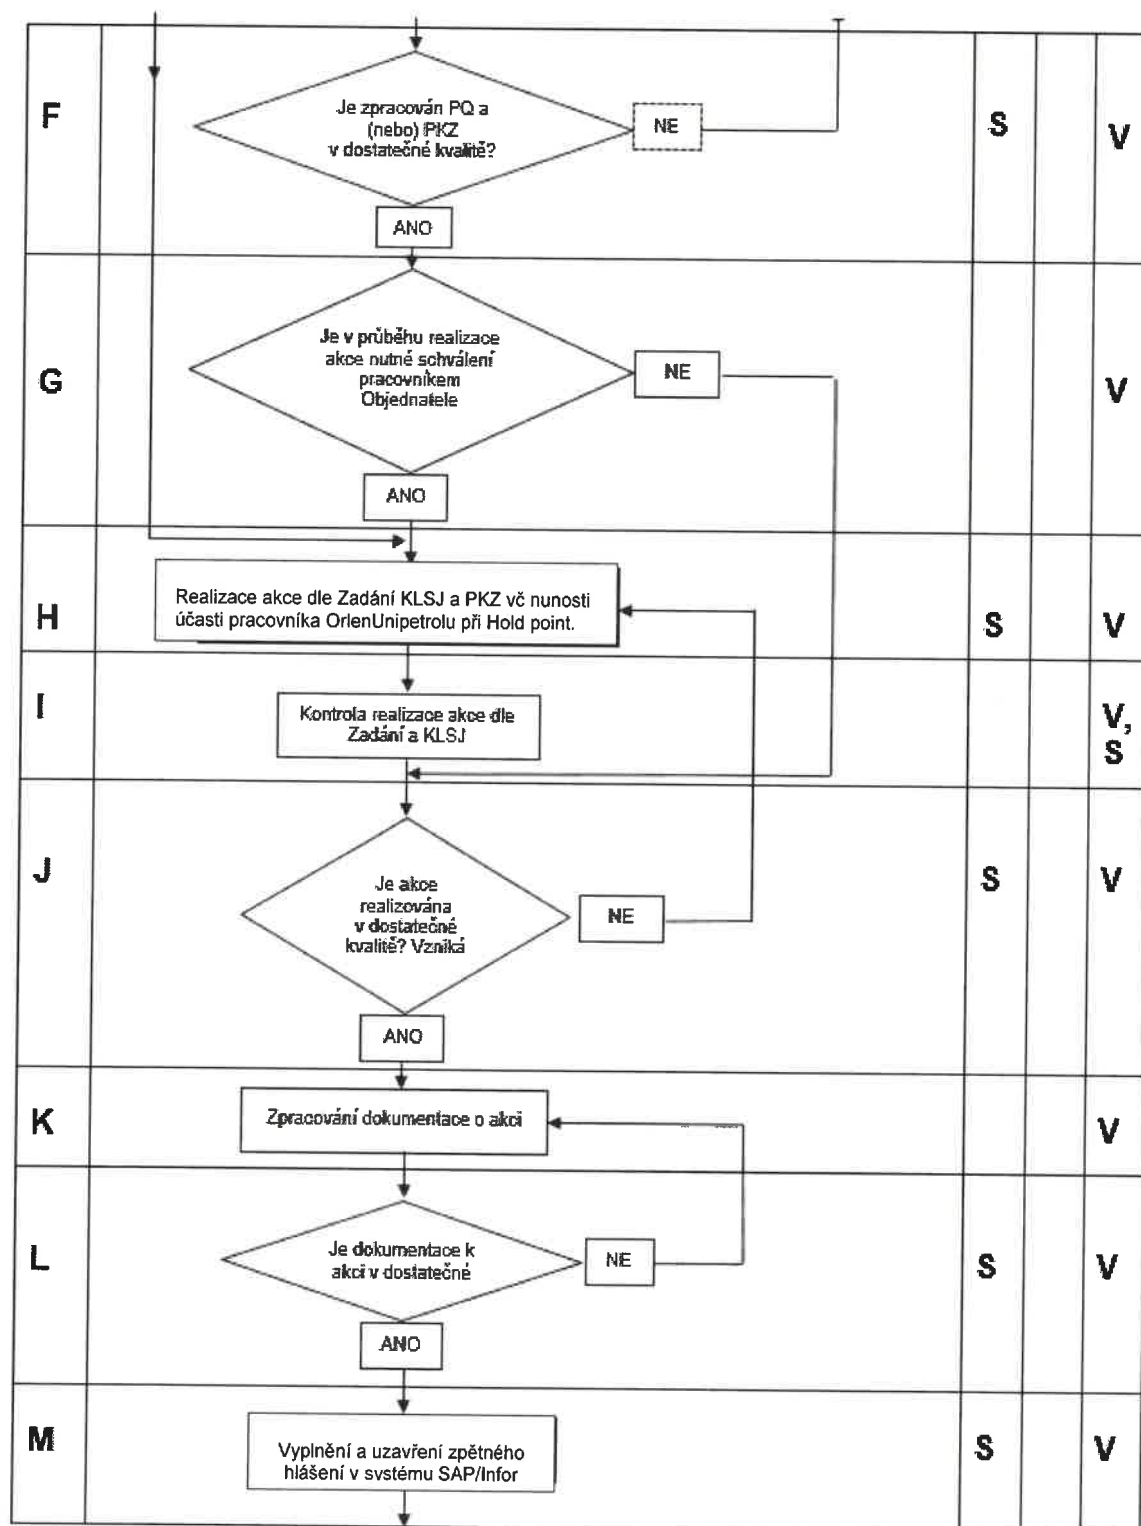 F
Je zpracován PQ a
(nebo) PKZ
v dostatečné kvalitě?
NE
S
V
ANO
G
Je v průběhu realizace
akce nutné schválení
pracovníkem
Objednatele
NE
V
ANO
H
Realizace akce dle Zadání KLSJ a PKZ vč nunosti
účasti pracovníka OrlenUnipetrolu při Hold point.
S
V
I
Kontrola realizace akce dle
Zadání a KLSJ
V,
S
J
Je akce
realizována
v dostatečné
kvalitě? Vzniká
NE
S
V
ANO
K
Zpracování dokumentace o akci
V
L
Je dokumentace k
akci v dostatečné
NE
S
V
ANO
M
Vyplnění a uzavření zpětného
hlášení v systému SAP/Infor
S
V